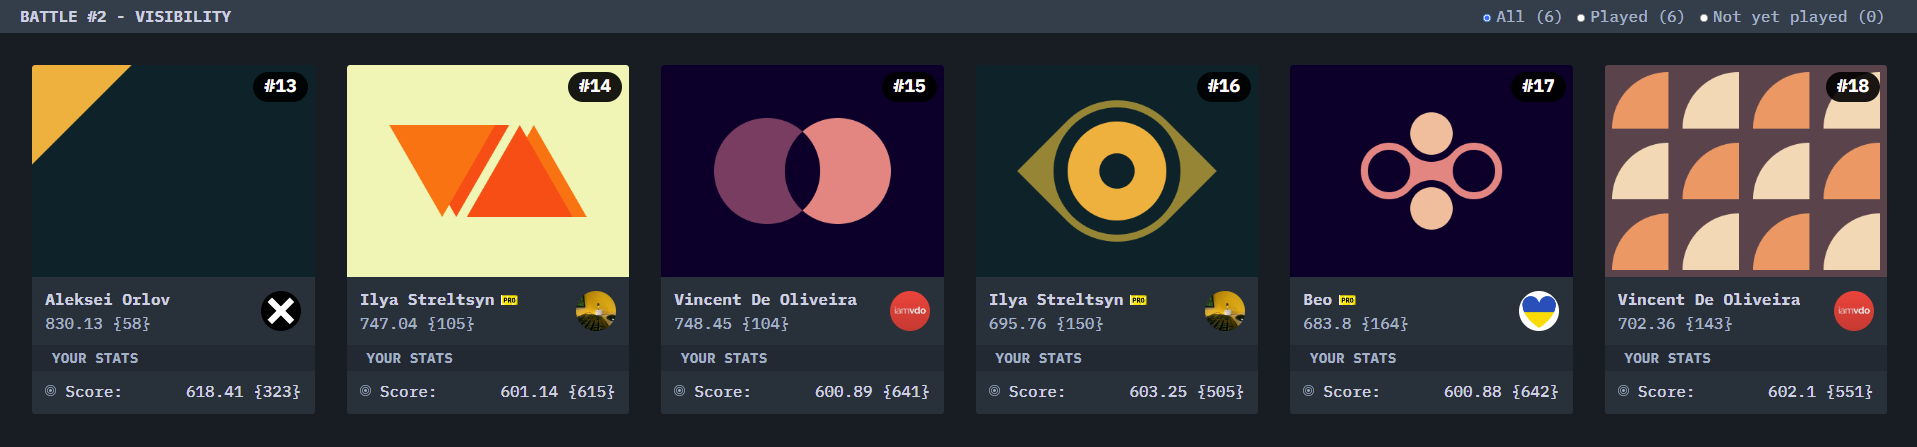 BATTLE #2 - VISIBILITY
All (6) Played (6) Not yet played (0)
#13
Aleksei Orlov
830.13 {58}
YOUR STATS
Score: 618.41 {323}
#14
Ilya Streltsyn PRO
747.04 {105}
YOUR STATS
Score: 601.14 {615}
#15
Vincent De Oliveira
iamvdo
748.45 {104}
YOUR STATS
Score: 600.89 {641}
#16
Ilya Streltsyn PRO
695.76 {150}
YOUR STATS
Score: 603.25 {505}
#17
Beo PRO
683.8 {164}
YOUR STATS
Score: 600.88 {642}
#18
Vincent De Oliveira
iamvdo
702.36 {143}
YOUR STATS
Score: 602.1 {551}